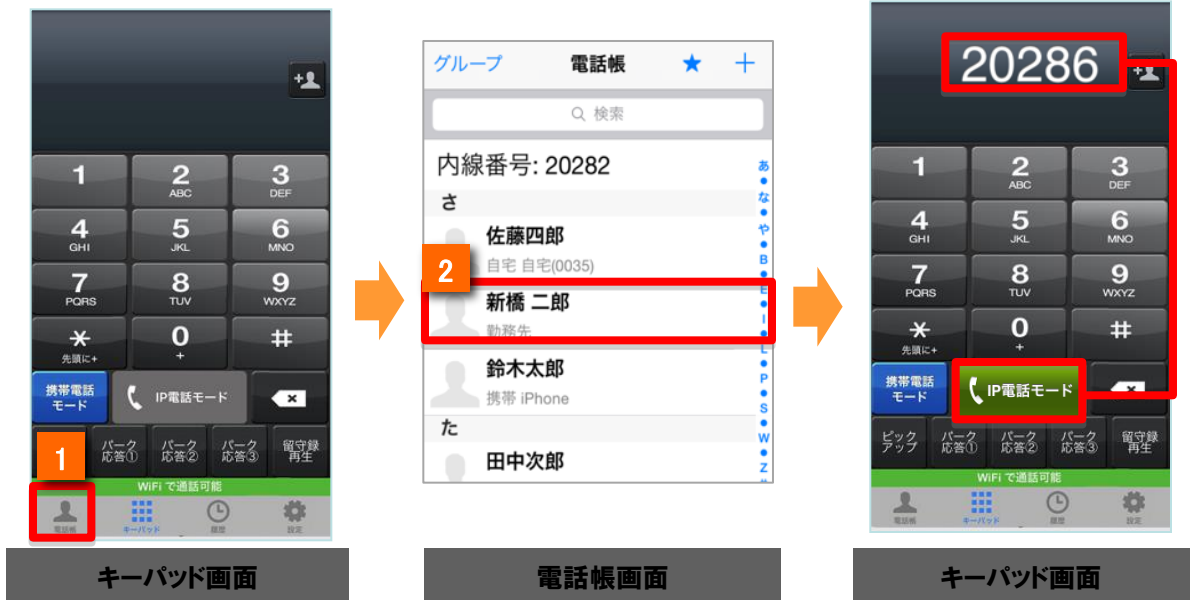 1
2
ABC
3
DEF
4
GHI
5
JKL
6
MNO
7
PQRS
8
TUV
9
WXYZ
先頭に+
0
+
#
携帯電話
モード
IP電話モード
パーク
応答①
パーク
応答②
パーク
応答③
留守録
再生
1
WiFi で通話可能
電話帳
キーパッド
履歴
設定
キーパッド画面
グループ 電話帳 ★ +
検索
内線番号: 20282
さ
佐藤四郎
自宅 自宅(0035)
2
新橋 二郎
勤務先
鈴木太郎
携帯 iPhone
た
田中次郎
あ
な
や
B
E
I
L
P
S
W
Z
電話帳画面
20286
1
2
ABC
3
DEF
4
GHI
5
JKL
6
MNO
7
PQRS
8
TUV
9
WXYZ
先頭に+
0
+
#
携帯電話
モード
IP電話モード
ピック
アップ
パーク
応答①
パーク
応答②
パーク
応答③
留守録
再生
WiFi で通話可能
電話帳
キーパッド
履歴
設定
キーパッド画面